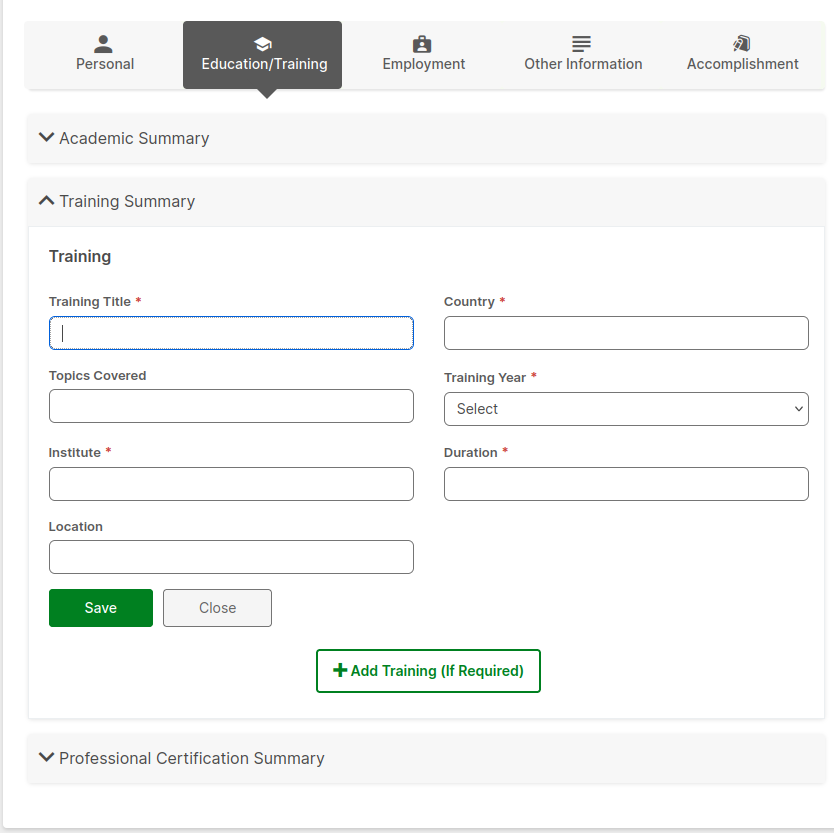 Personal
Education/Training
Employment
Other Information
Accomplishment
Academic Summary
Training Summary
Training
Training Title *
Country *
Topics Covered
Training Year *
Select
Institute *
Duration *
Location
Save
Close
+ Add Training (If Required)
Professional Certification Summary